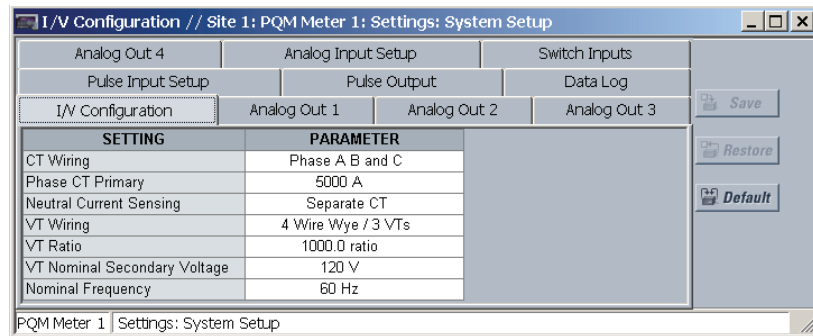 I/V Configuration // Site 1: PQM Meter 1: Settings: System Setup
Analog Out 4 Analog Input Setup Switch Inputs
Pulse Input Setup Pulse Output Data Log
I/V Configuration Analog Out 1 Analog Out 2 Analog Out 3
SETTING PARAMETER
CT Wiring Phase A B and C
Phase CT Primary 5000 A
Neutral Current Sensing Separate CT
VT Wiring 4 Wire Wye / 3 VTs
VT Ratio 1000.0 ratio
VT Nominal Secondary Voltage 120 V
Nominal Frequency 60 Hz
Save
Restore
Default
PQM Meter 1 Settings: System Setup